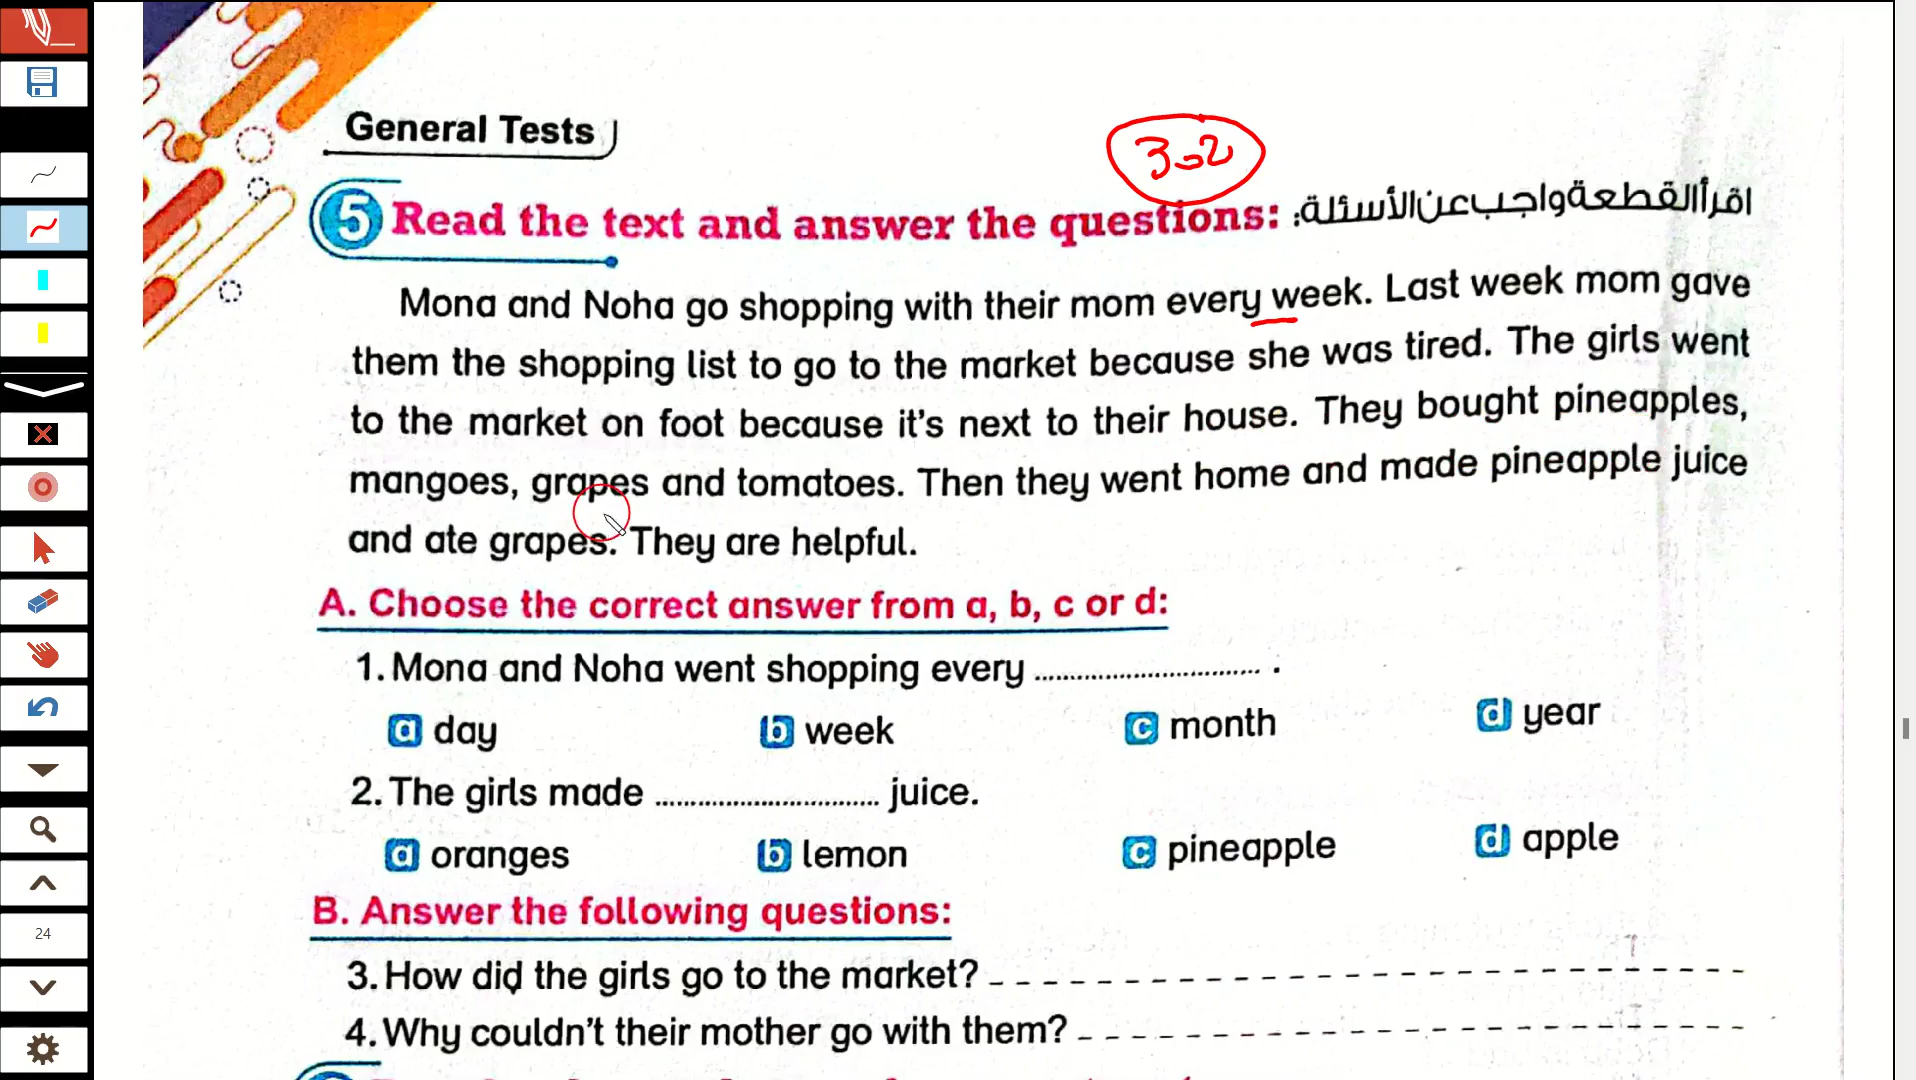 General Tests
3-2
5 Read the text and answer the questions: اقرأ القطعة واجب عن الأسئلة:
Mona and Noha go shopping with their mom every week. Last week mom gave
them the shopping list to go to the market because she was tired. The girls went
to the market on foot because it's next to their house. They bought pineapples,
mangoes, grapes and tomatoes. Then they went home and made pineapple juice
and ate grapes. They are helpful.
A. Choose the correct answer from a, b, c or d:
1. Mona and Noha went shopping every ............................ .
a day b week c month d year
2. The girls made ............................ juice.
a oranges b lemon c pineapple d apple
B. Answer the following questions:
3. How did the girls go to the market?
4. Why couldn't their mother go with them?
24